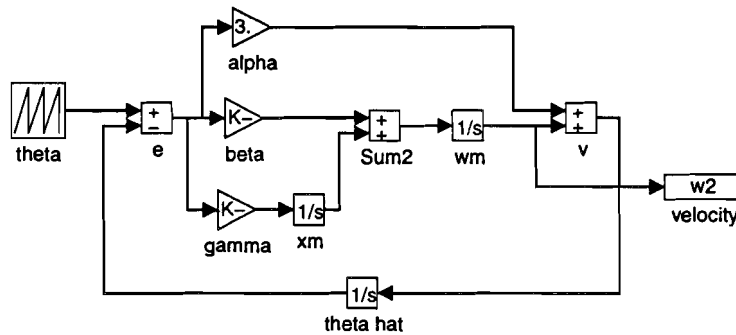 3.
alpha
+
−
theta
e
K−
beta
+
+
Sum2
1/s
wm
+
+
v
w2
velocity
K−
gamma
1/s
xm
1/s
theta hat